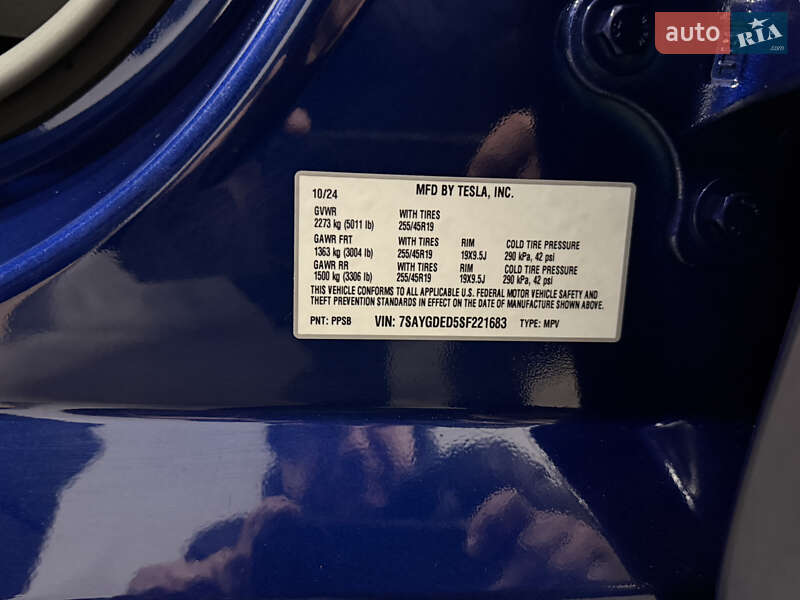 auto RIA .com
10/24 MFD BY TESLA, INC.
GVWR WITH TIRES
2273 kg (5011 lb) 255/45R19
GAWR FRT WITH TIRES RIM COLD TIRE PRESSURE
1363 kg (3004 lb) 255/45R19 19X9.5J 290 kPa, 42 psi
GAWR RR WITH TIRES RIM COLD TIRE PRESSURE
1500 kg (3306 lb) 255/45R19 19X9.5J 290 kPa, 42 psi
THIS VEHICLE CONFORMS TO ALL APPLICABLE U.S. FEDERAL MOTOR VEHICLE SAFETY AND
THEFT PREVENTION STANDARDS IN EFFECT ON THE DATE OF MANUFACTURE SHOWN ABOVE.
PNT: PPSB VIN: 7SAYGDED5SF221683 TYPE: MPV